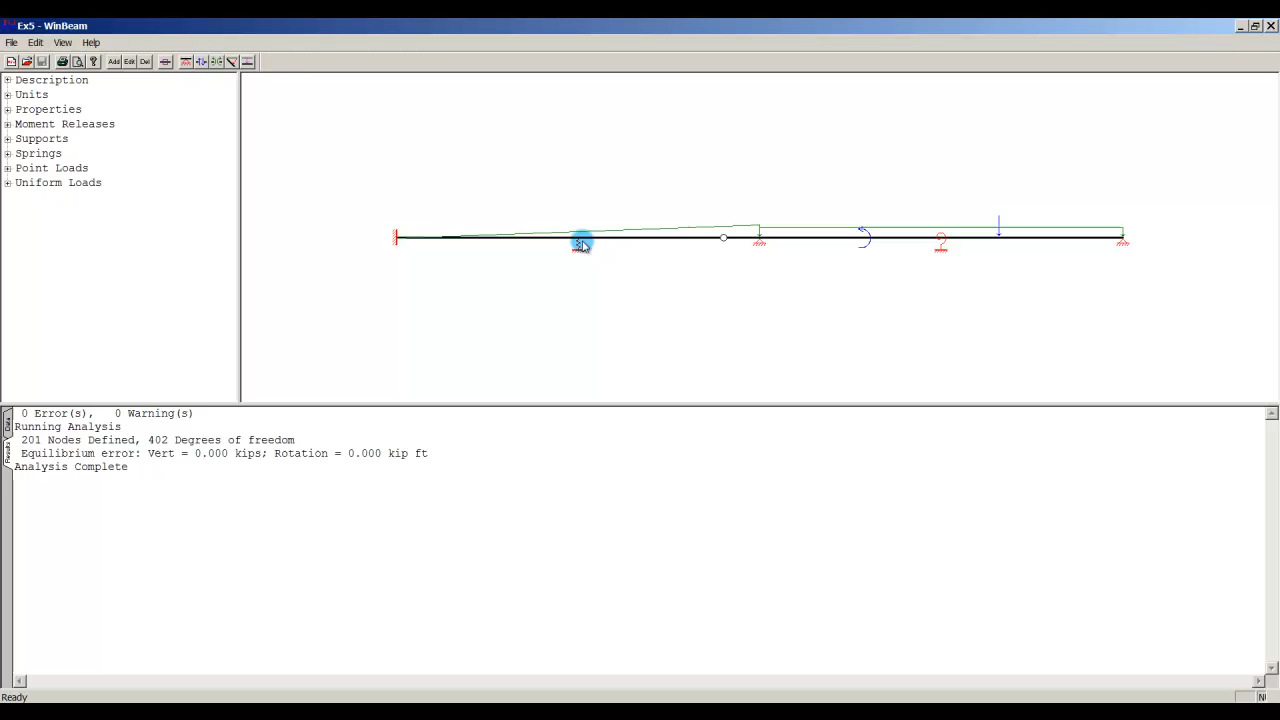 Ex5 - WinBeam
File Edit View Help
Add Edit Del
Description
Units
Properties
Moment Releases
Supports
Springs
Point Loads
Uniform Loads
0 Error(s), 0 Warning(s)
Running Analysis
201 Nodes Defined, 402 Degrees of freedom
Equilibrium error: Vert = 0.000 kips; Rotation = 0.000 kip ft
Analysis Complete
Data
Results
Ready